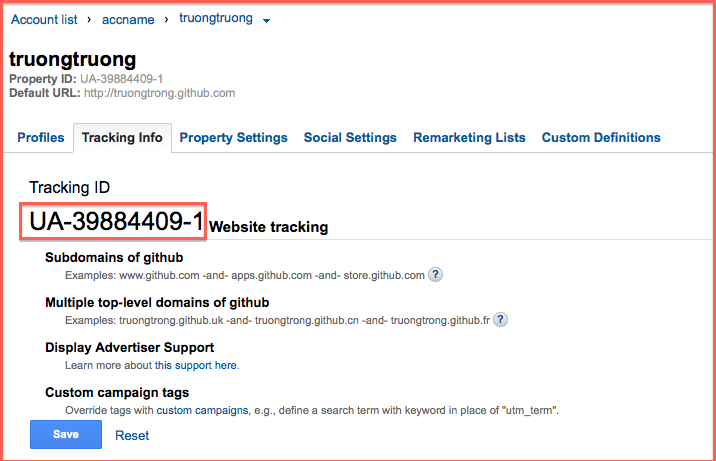 Account list › accname › truongtruong
truongtruong
Property ID: UA-39884409-1
Default URL: http://truongtrong.github.com
Profiles Tracking Info Property Settings Social Settings Remarketing Lists Custom Definitions
Tracking ID
UA-39884409-1 Website tracking
Subdomains of github
Examples: www.github.com -and- apps.github.com -and- store.github.com ?
Multiple top-level domains of github
Examples: truongtrong.github.uk -and- truongtrong.github.cn -and- truongtrong.github.fr ?
Display Advertiser Support
Learn more about this support here.
Custom campaign tags
Override tags with custom campaigns, e.g., define a search term with keyword in place of "utm_term".
Save Reset